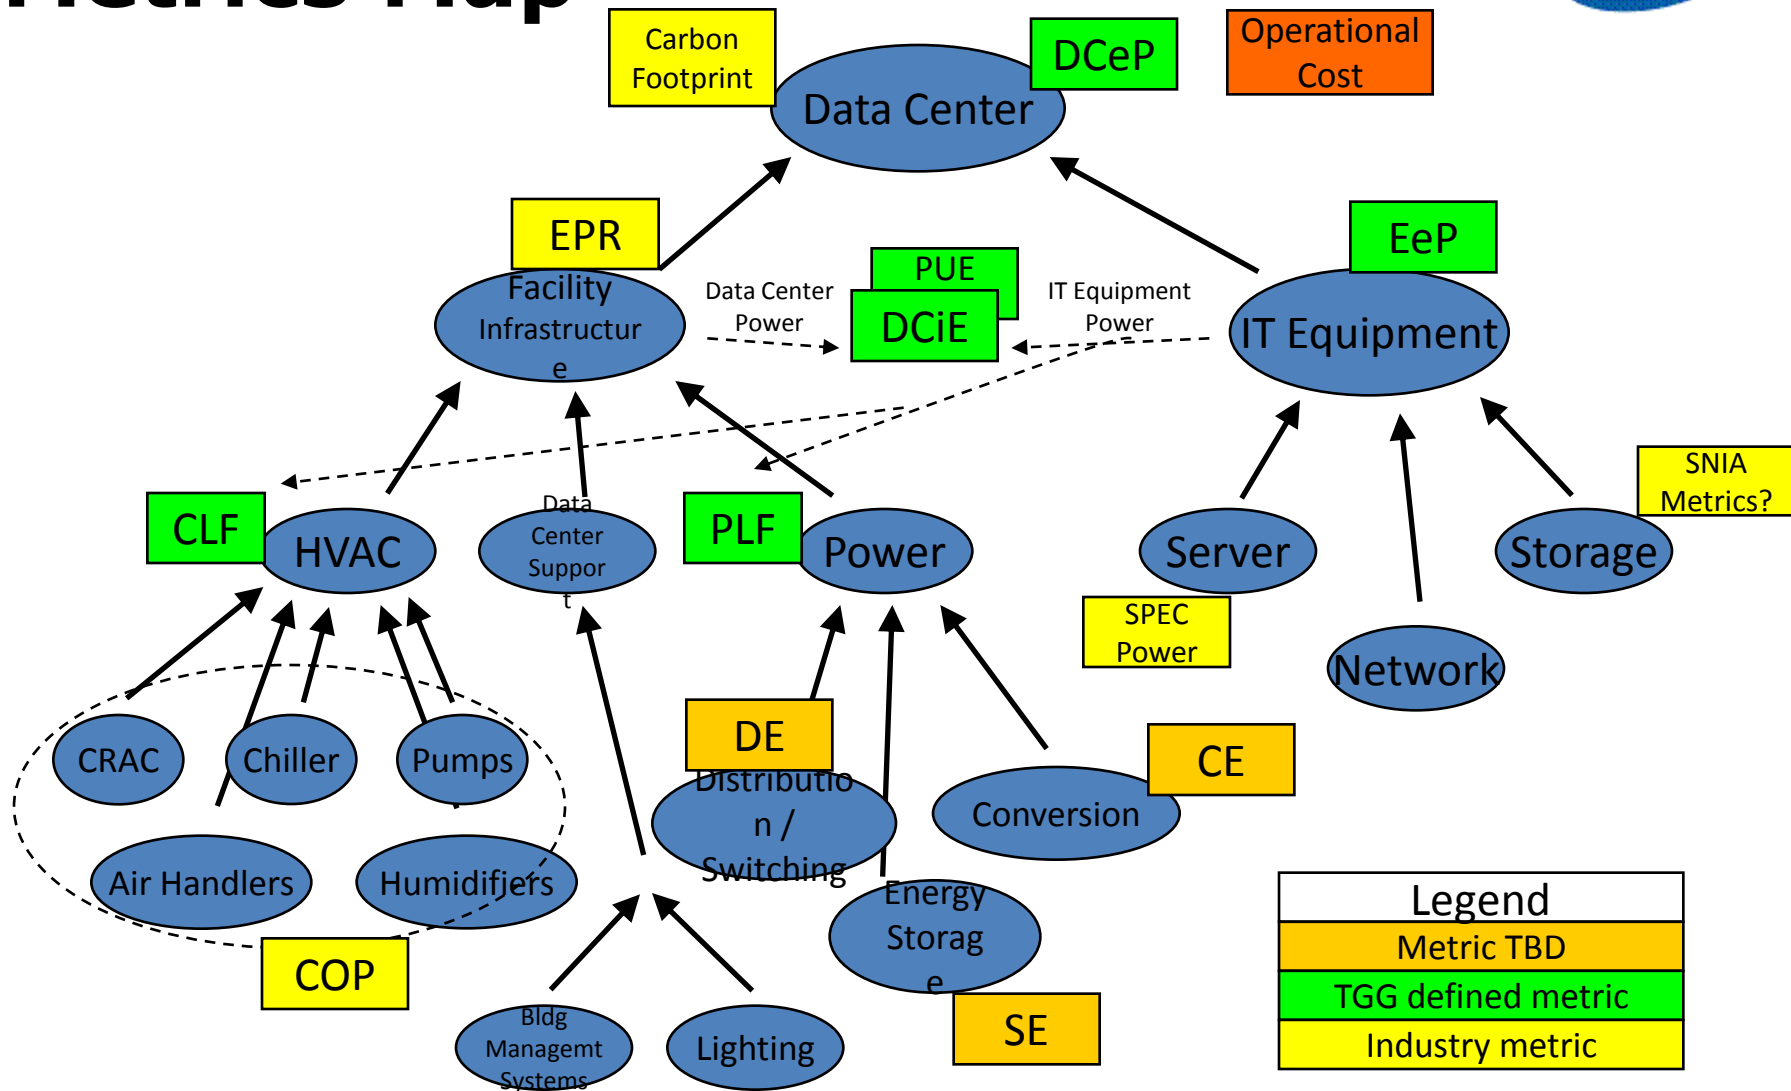 Metrics Map
Carbon
Footprint
DCeP
Operational
Cost
Data Center
EPR
EeP
Facility
Infrastructur
e
Data Center
Power
PUE
DCiE
IT Equipment
Power
IT Equipment
SNIA
Metrics?
CLF
HVAC
Data
Center
Suppor
t
PLF
Power
Server
Storage
SPEC
Power
Network
CRAC
Chiller
Pumps
DE
Distributio
n /
Switching
CE
Conversion
Air Handlers
Humidifiers
COP
Energy
Storag
e
SE
Bldg
Managemt
Systems
Lighting
Legend
Metric TBD
TGG defined metric
Industry metric